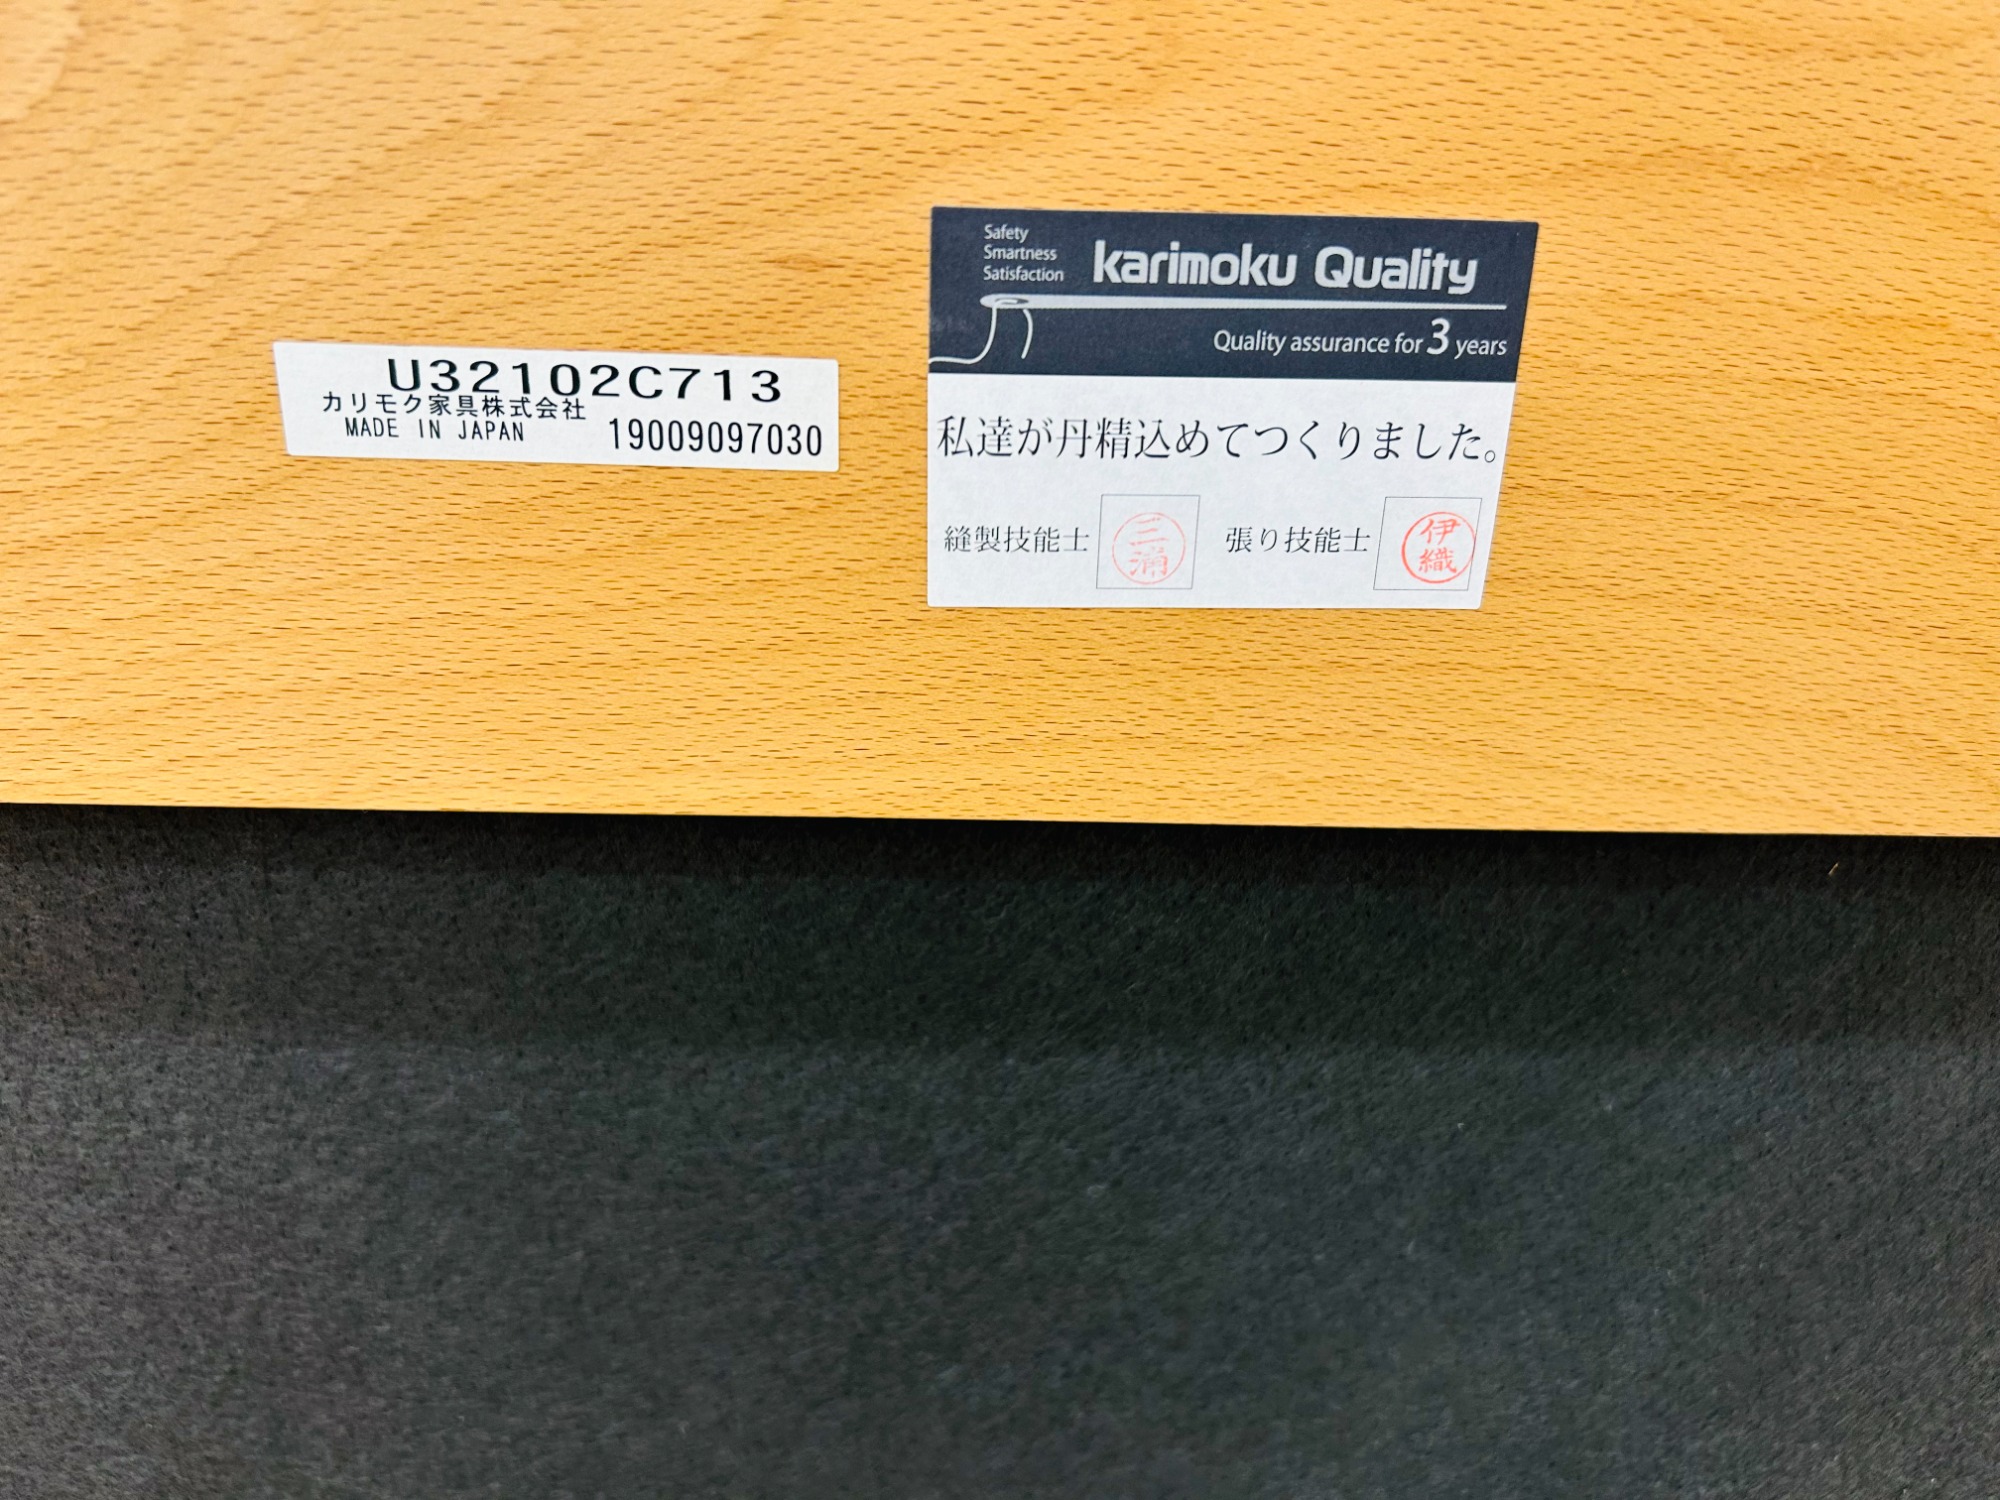 U32102C713
カリモク家具株式会社
MADE IN JAPAN 19009097030
Safety
Smartness
Satisfaction
karimoku Quality
Quality assurance for 3 years
私達が丹精込めてつくりました。
縫製技能士 三浦 張り技能士 伊織